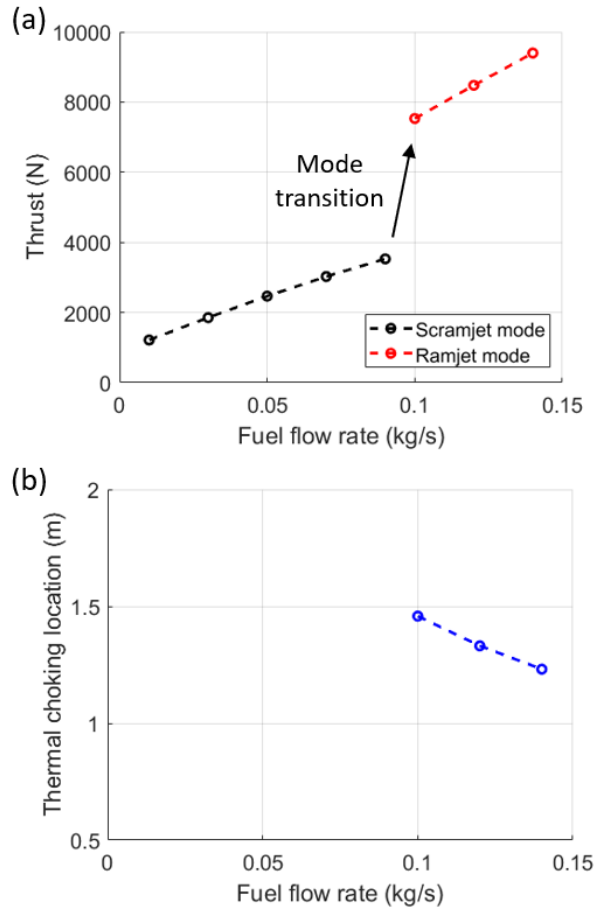 (a)
10000
8000
6000
4000
2000
0
Thrust (N)
Mode
transition
Scramjet mode
Ramjet mode
0
0.05
0.1
0.15
Fuel flow rate (kg/s)
(b)
2
1.5
1
0.5
Thermal choking location (m)
0
0.05
0.1
0.15
Fuel flow rate (kg/s)